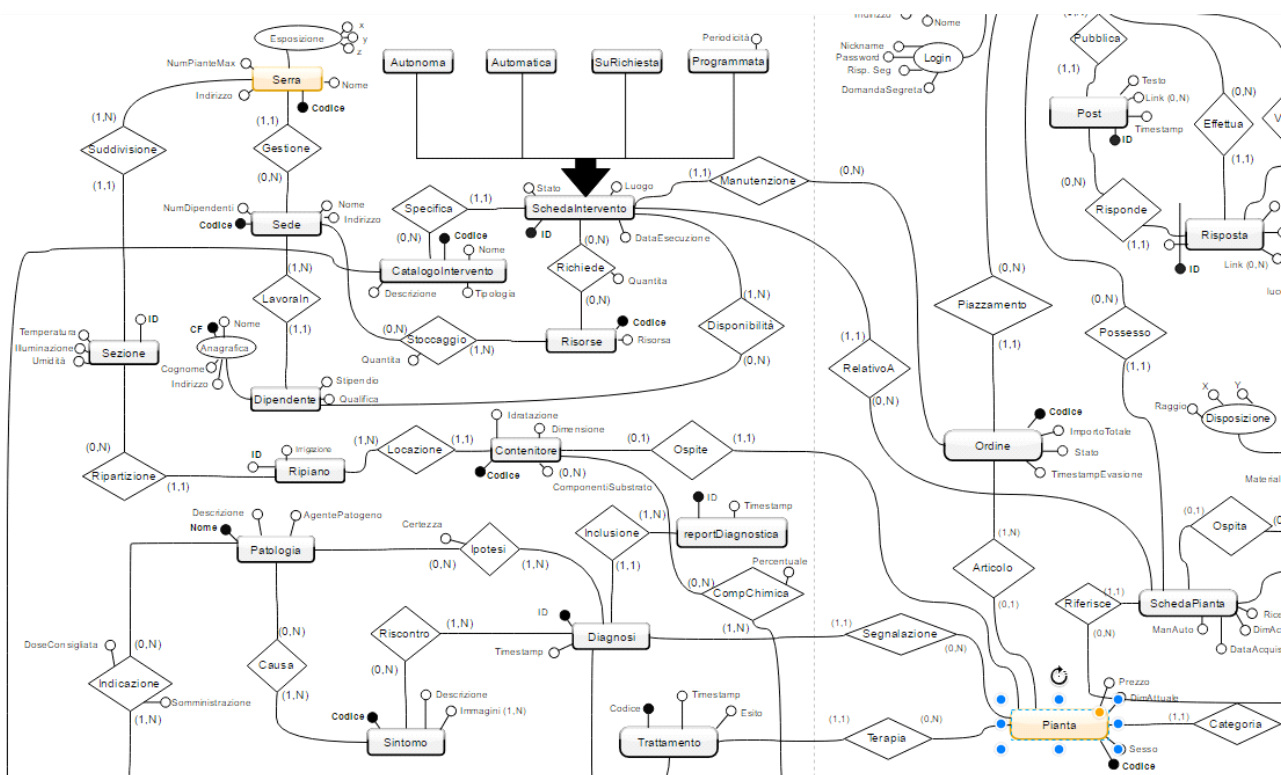 Indirizzo
Nome
Esposizione
x
y
z
NumPianteMax
Serra
Indirizzo
Nome
Codice
Autonoma
Automatica
SuRichiesta
Periodicità
Programmata
Nickname
Password
Risp. Seg
DomandaSegreta
Login
(0,N)
Pubblica
(1,1)
Testo
Link (0,N)
Post
Timestamp
ID
(0,N)
Effettua
(1,1)
V
(1,N)
Suddivisione
(1,1)
(1,1)
Gestione
(0,N)
(1,1)
Manutenzione
(0,N)
Stato
Luogo
(1,1)
SchedaIntervento
ID
DataEsecuzione
Specifica
(0,N)
NumDipendenti
Nome
Indirizzo
Codice
Sede
Codice
Nome
CatalogoIntervento
Descrizione
Tipologia
(0,N)
Richiede
Quantita
(0,N)
(0,N)
Risponde
(1,1)
Risposta
ID
Link (0,N)
luc
(1,N)
LavoraIn
(1,1)
(1,N)
Disponibilità
(0,N)
(0,N)
Piazzamento
(1,1)
(0,N)
Possesso
(1,1)
Temperatura
Illuminazione
Umidità
ID
Sezione
CF
Nome
Anagrafica
Cognome
Indirizzo
(0,N)
Stoccaggio
Quantita
(1,N)
Codice
Risorse
Risorsa
(1,1)
RelativoA
(0,N)
Stipendio
Dipendente
Qualifica
X
Y
Raggio
Disposizione
Materiale
Idratazione
Dimensione
Codice
Ordine
ImportoTotale
Stato
TimestampEvasione
(0,N)
Ripartizione
(1,1)
ID
Irrigazione
Ripiano
(1,N)
Locazione
(1,1)
Contenitore
Codice
(0,N)
ComponentiSubstrato
(0,1)
Ospite
(1,1)
Descrizione
AgentePatogeno
Nome
Patologia
Certezza
Ipotesi
(0,N)
(1,N)
Inclusione
(1,N)
(1,1)
ID
Timestamp
reportDiagnostica
(0,1)
Ospita
(0,N)
(1,N)
Articolo
(0,1)
Percentuale
(0,N)
CompChimica
(1,N)
Riferisce
(1,1)
(0,N)
SchedaPianta
ManAuto
Rice
DimAc
DataAcquis
(0,N)
Causa
(1,N)
Riscontro
(1,N)
(0,N)
ID
Diagnosi
Timestamp
(1,1)
Segnalazione
(0,N)
DoseConsigliata
(0,N)
Indicazione
Somministrazione
(1,N)
Codice
Descrizione
Immagini (1,N)
Sintomo
Timestamp
Codice
Esito
Trattamento
(1,1)
Terapia
(0,N)
Prezzo
DimAttuale
Pianta
Sesso
Codice
(1,1)
Categoria